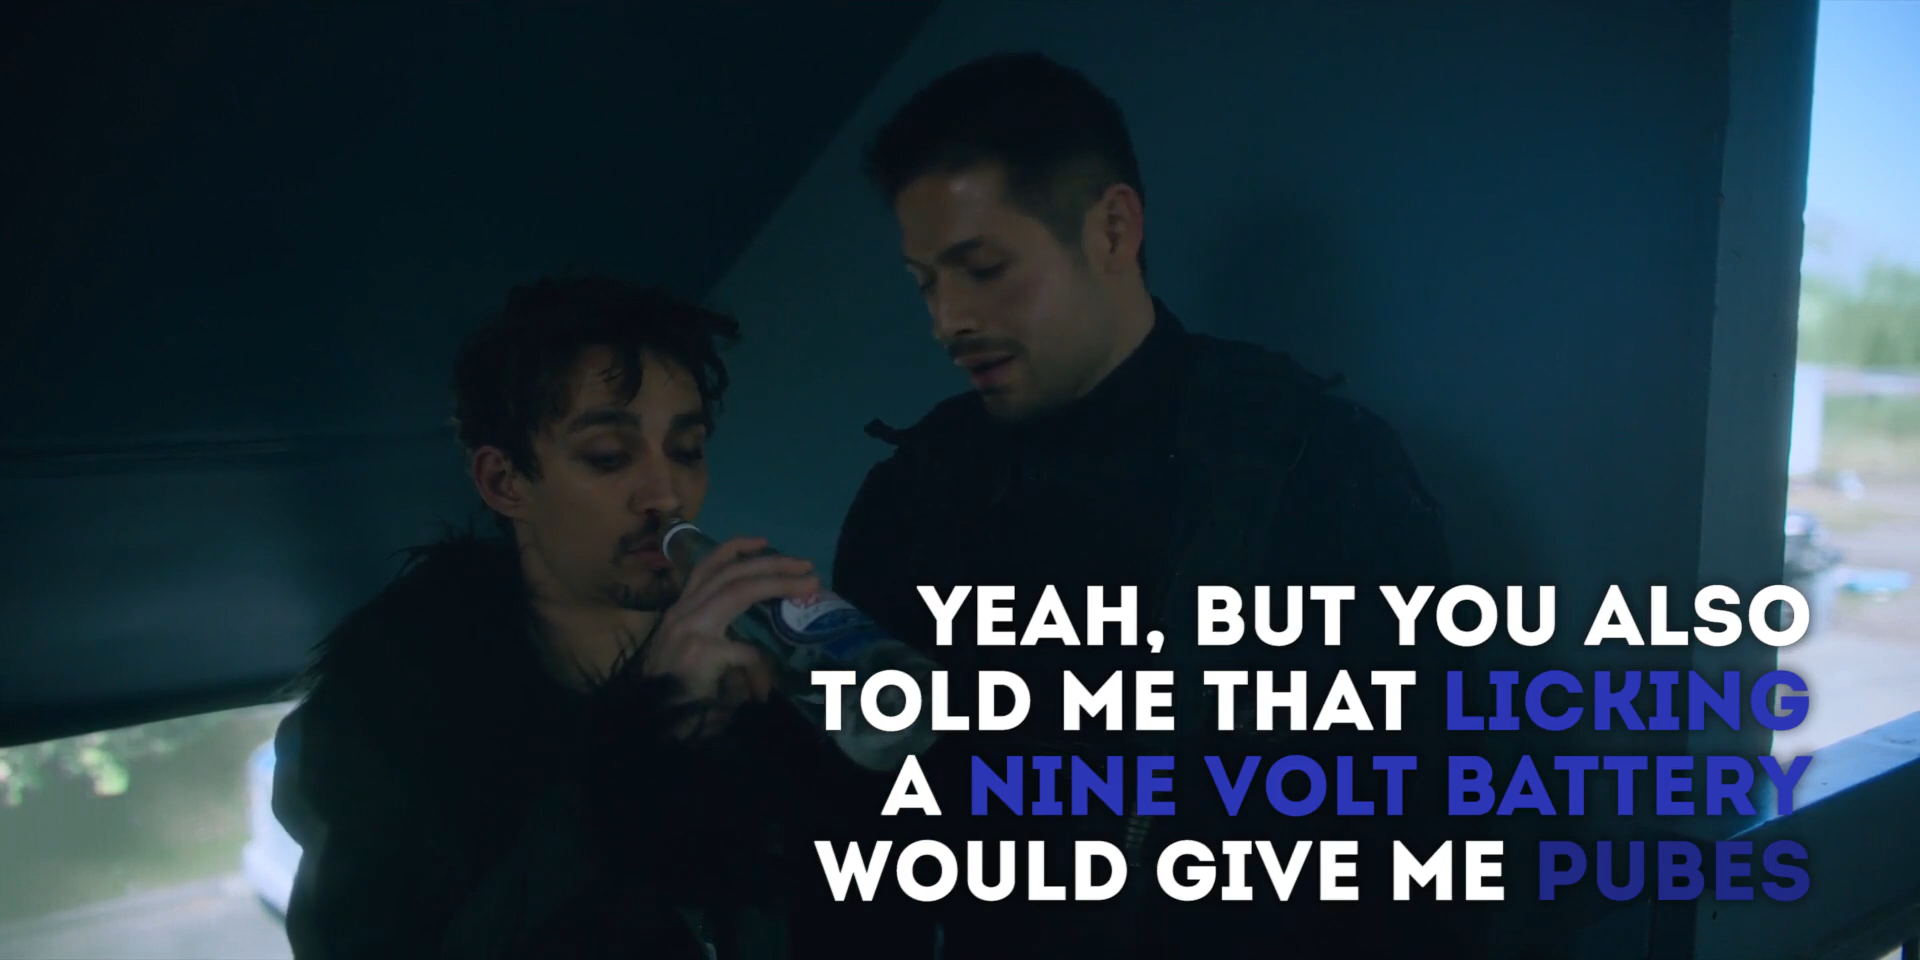 YEAH, BUT YOU ALSO
TOLD ME THAT LICKING
A NINE VOLT BATTERY
WOULD GIVE ME PUBES